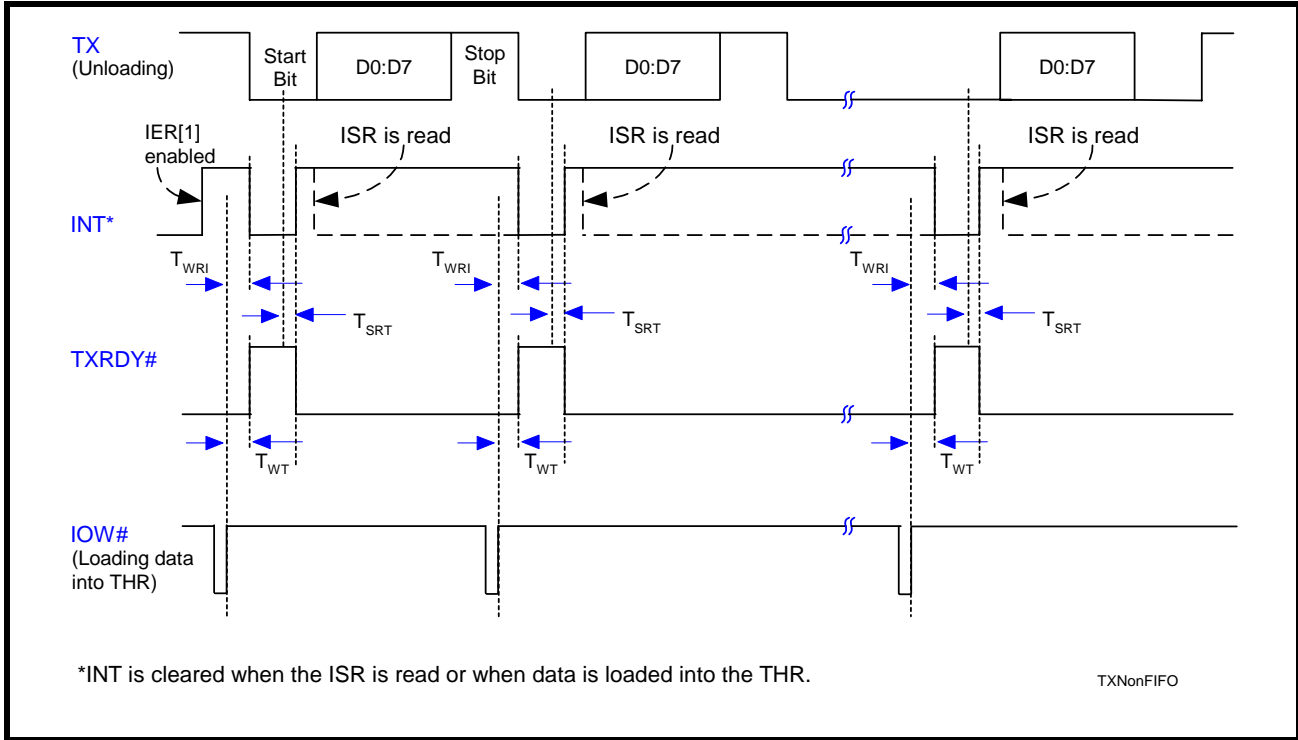 TX
(Unloading)
Start
Bit
D0:D7
Stop
Bit
D0:D7
D0:D7
IER[1]
enabled
ISR is read
ISR is read
ISR is read
INT*
TWRI
TWRI
TWRI
TSRT
TSRT
TSRT
TXRDY#
TWT
TWT
TWT
IOW#
(Loading data
into THR)
*INT is cleared when the ISR is read or when data is loaded into the THR.
TXNonFIFO